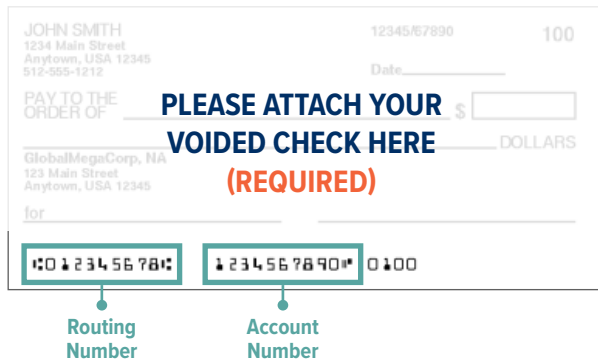 JOHN SMITH 12345/67890 100
1234 Main Street
Anytown, USA 12345
512-555-1212 Date
PAY TO THE
ORDER OF $
PLEASE ATTACH YOUR
VOIDED CHECK HERE
(REQUIRED)
DOLLARS
GlobalMegaCorp, NA
123 Main Street
Anytown, USA 12345
for
⑆012345678⑆ 1234567890⑈ 0100
Routing
Number
Account
Number